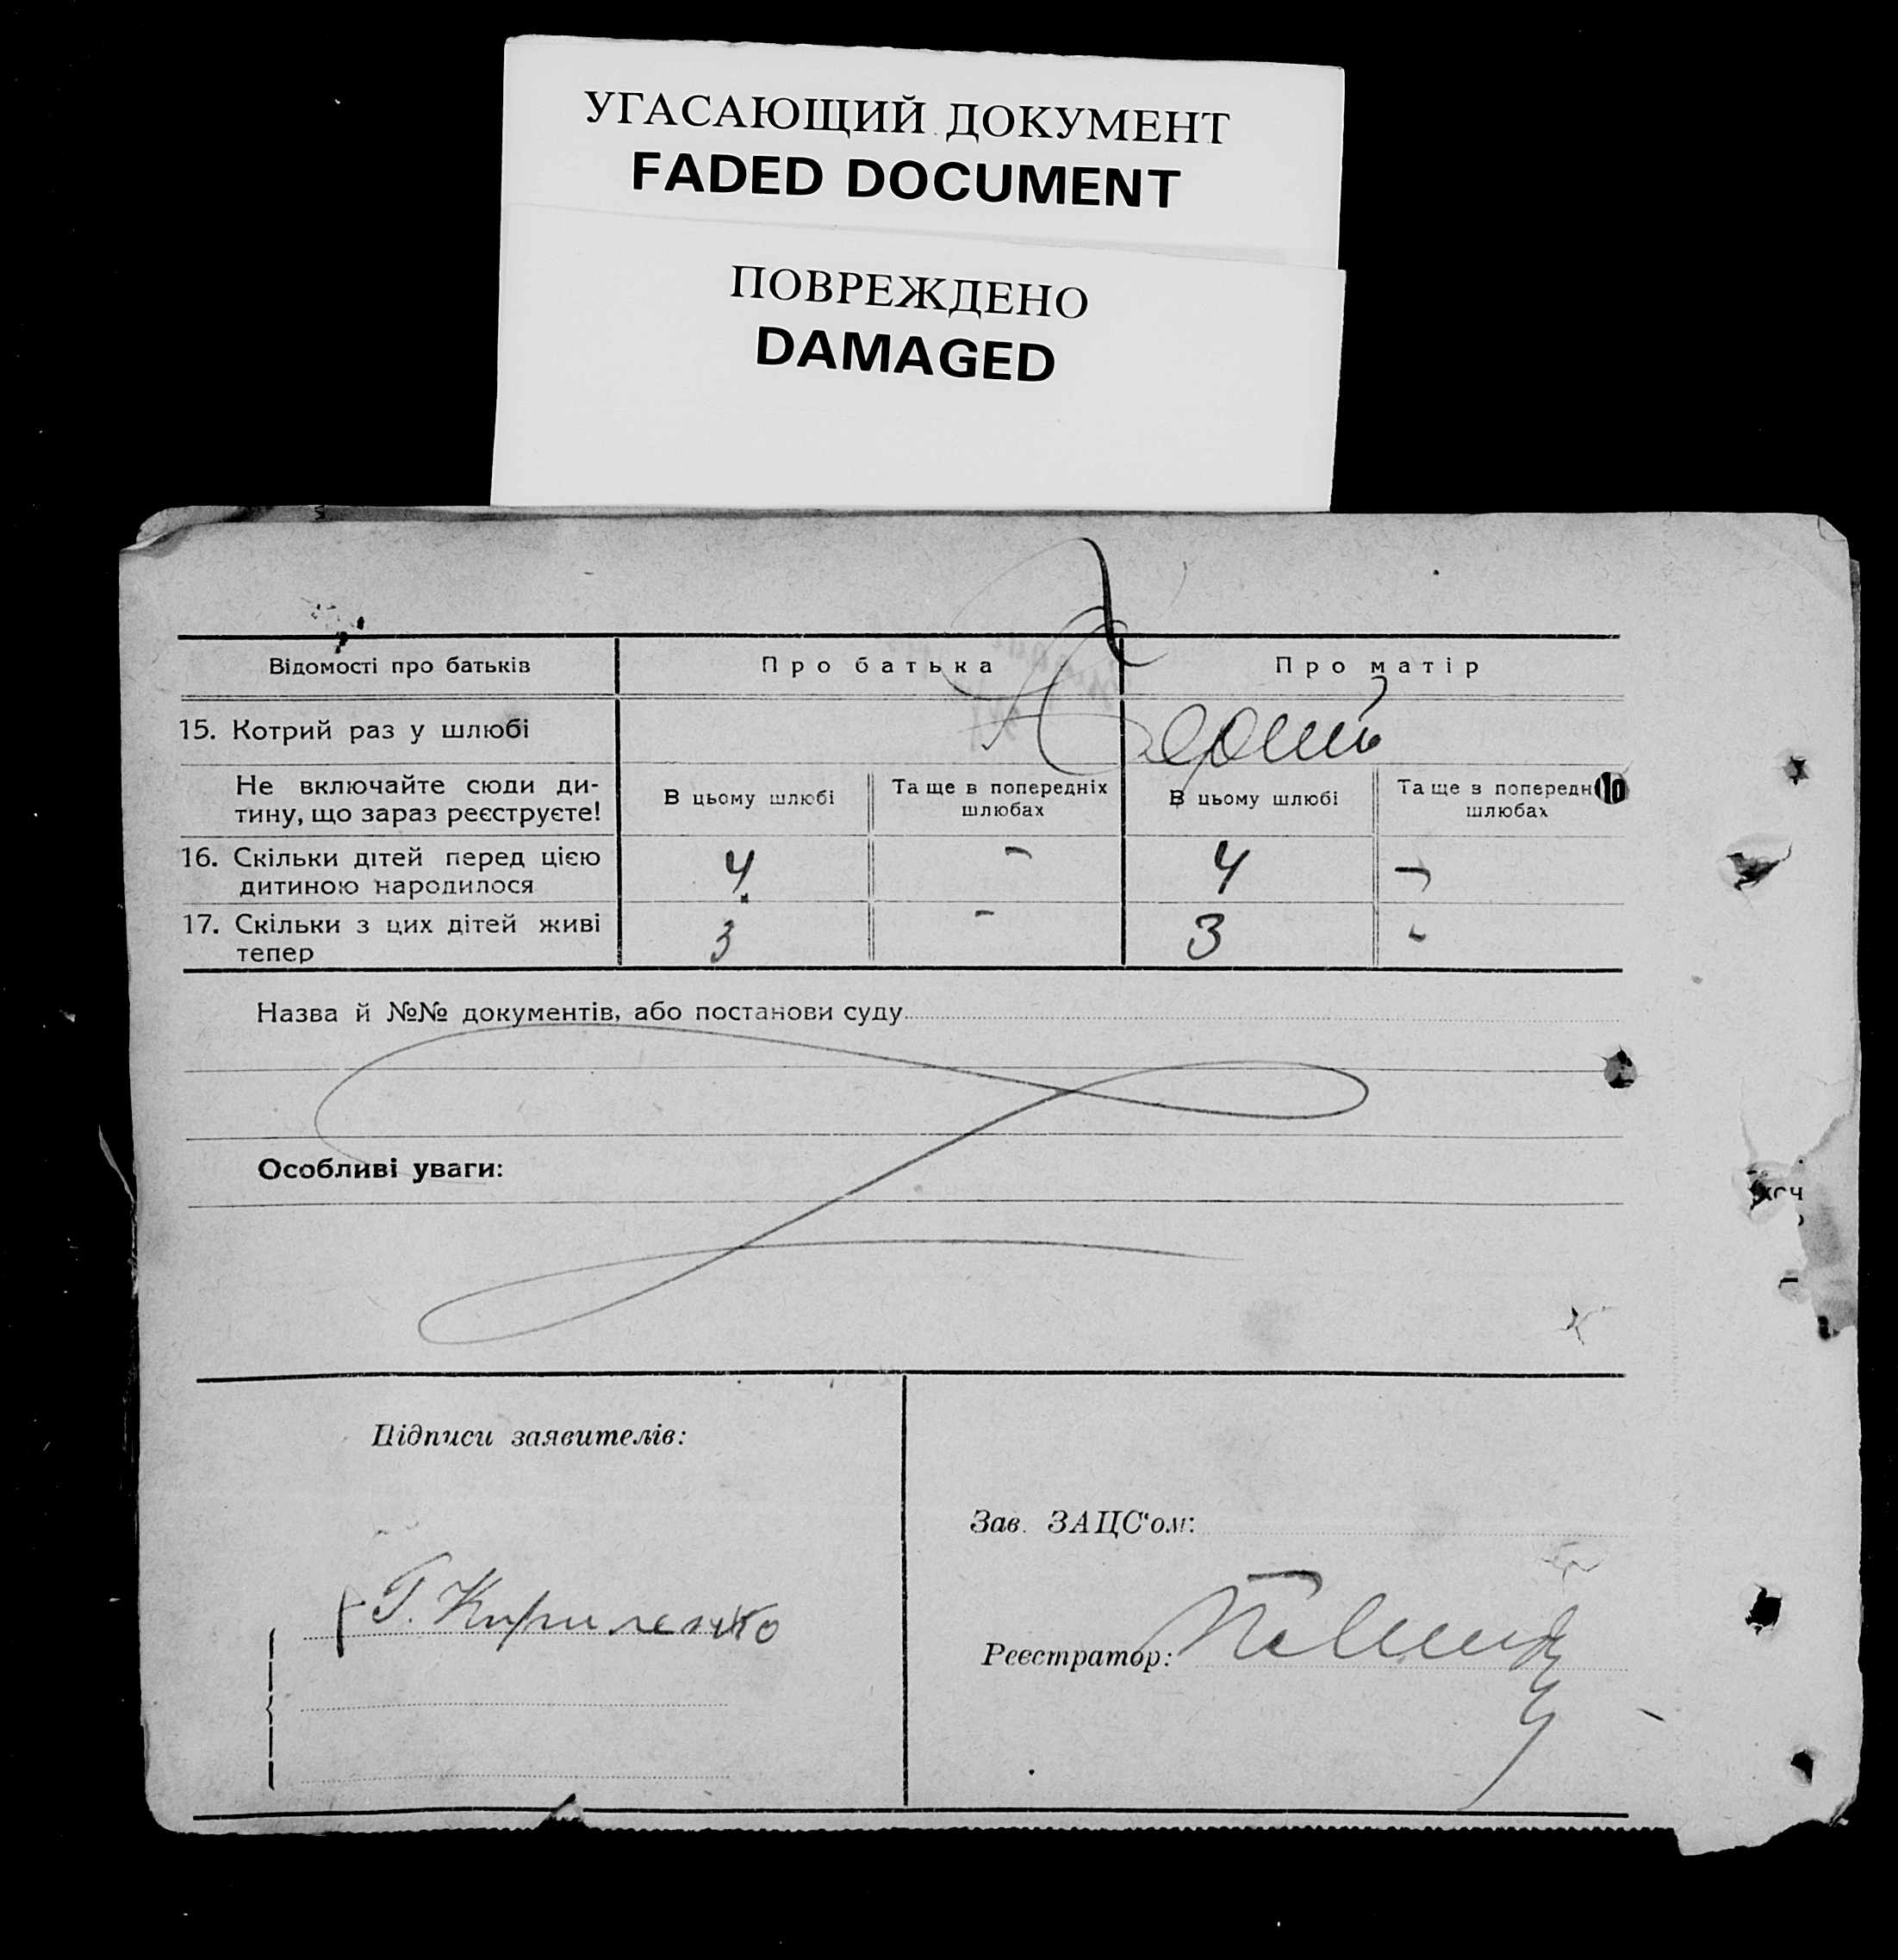 УГАСАЮЩИЙ ДОКУМЕНТ
FADED DOCUMENT
ПОВРЕЖДЕНО
DAMAGED
Відомості про батьків
Про батька
Про матір
15. Котрий раз у шлюбі
Не включайте сюди ди-
тину, що зараз реєструєте!
В цьому шлюбі
Та ще в попередніх
шлюбах
В цьому шлюбі
Та ще в попередн
шлюбах
16. Скільки дітей перед цією
дитиною народилося
4
-
4
-
17. Скільки з цих дітей живі
тепер
3
-
3
-
Назва й №№ документів, або постанови суду
Особливі уваги:
Підписи заявителів:
Г. Кириленко
Зав. ЗАЦС‘ом:
Реєстратор: